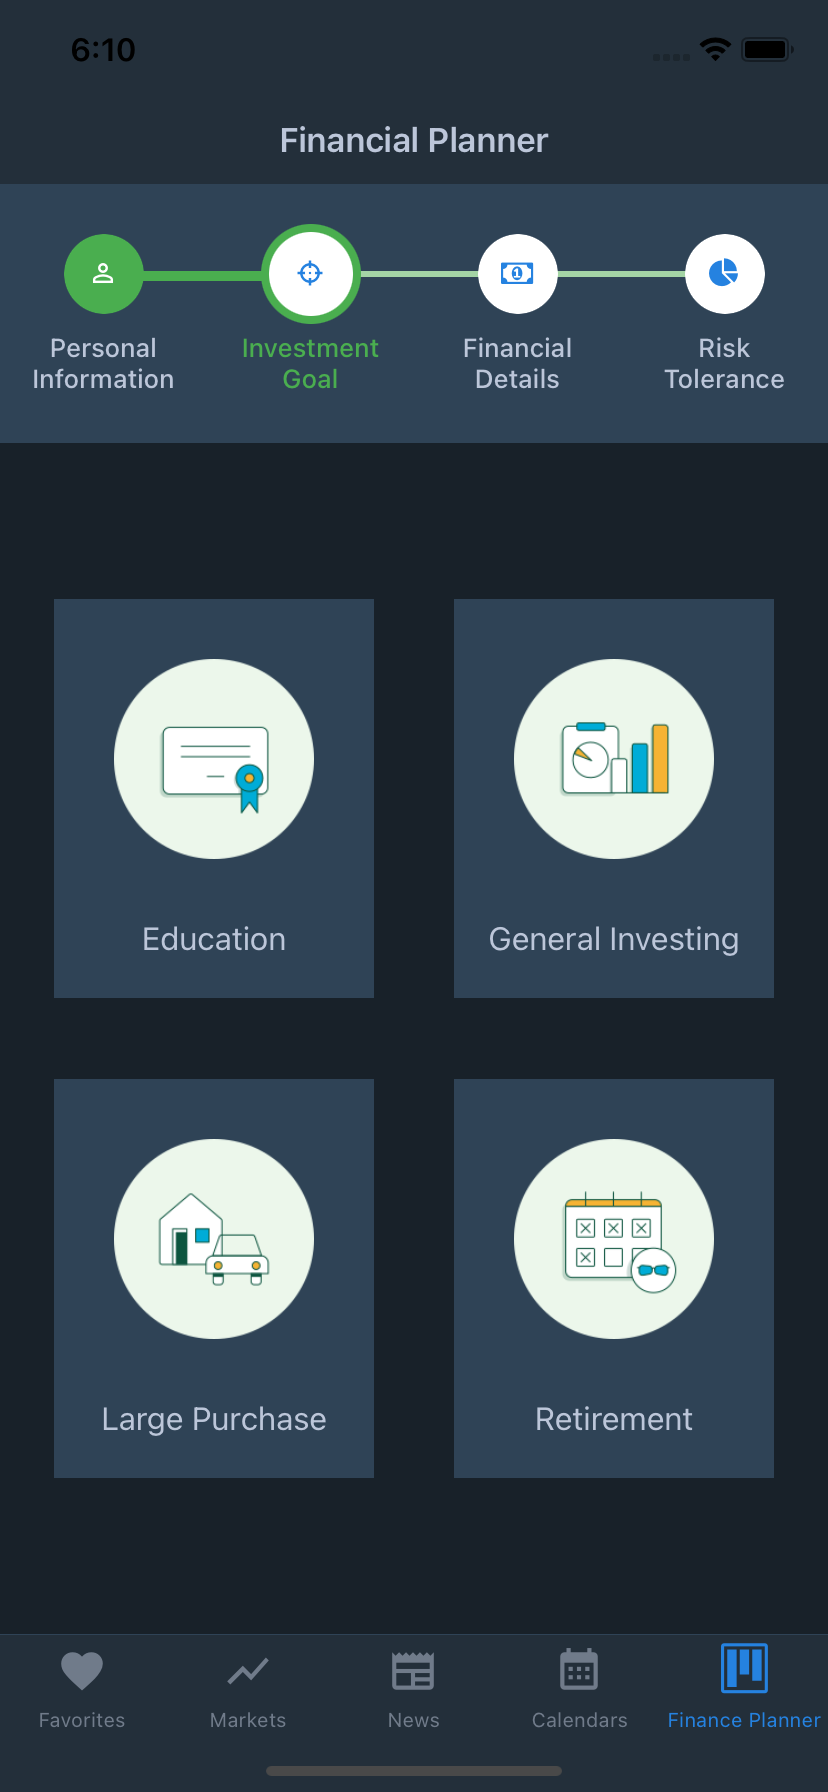 6:10
Financial Planner
Personal
Information
Investment
Goal
Financial
Details
Risk
Tolerance
Education
General Investing
Large Purchase
Retirement
Favorites
Markets
News
Calendars
Finance Planner